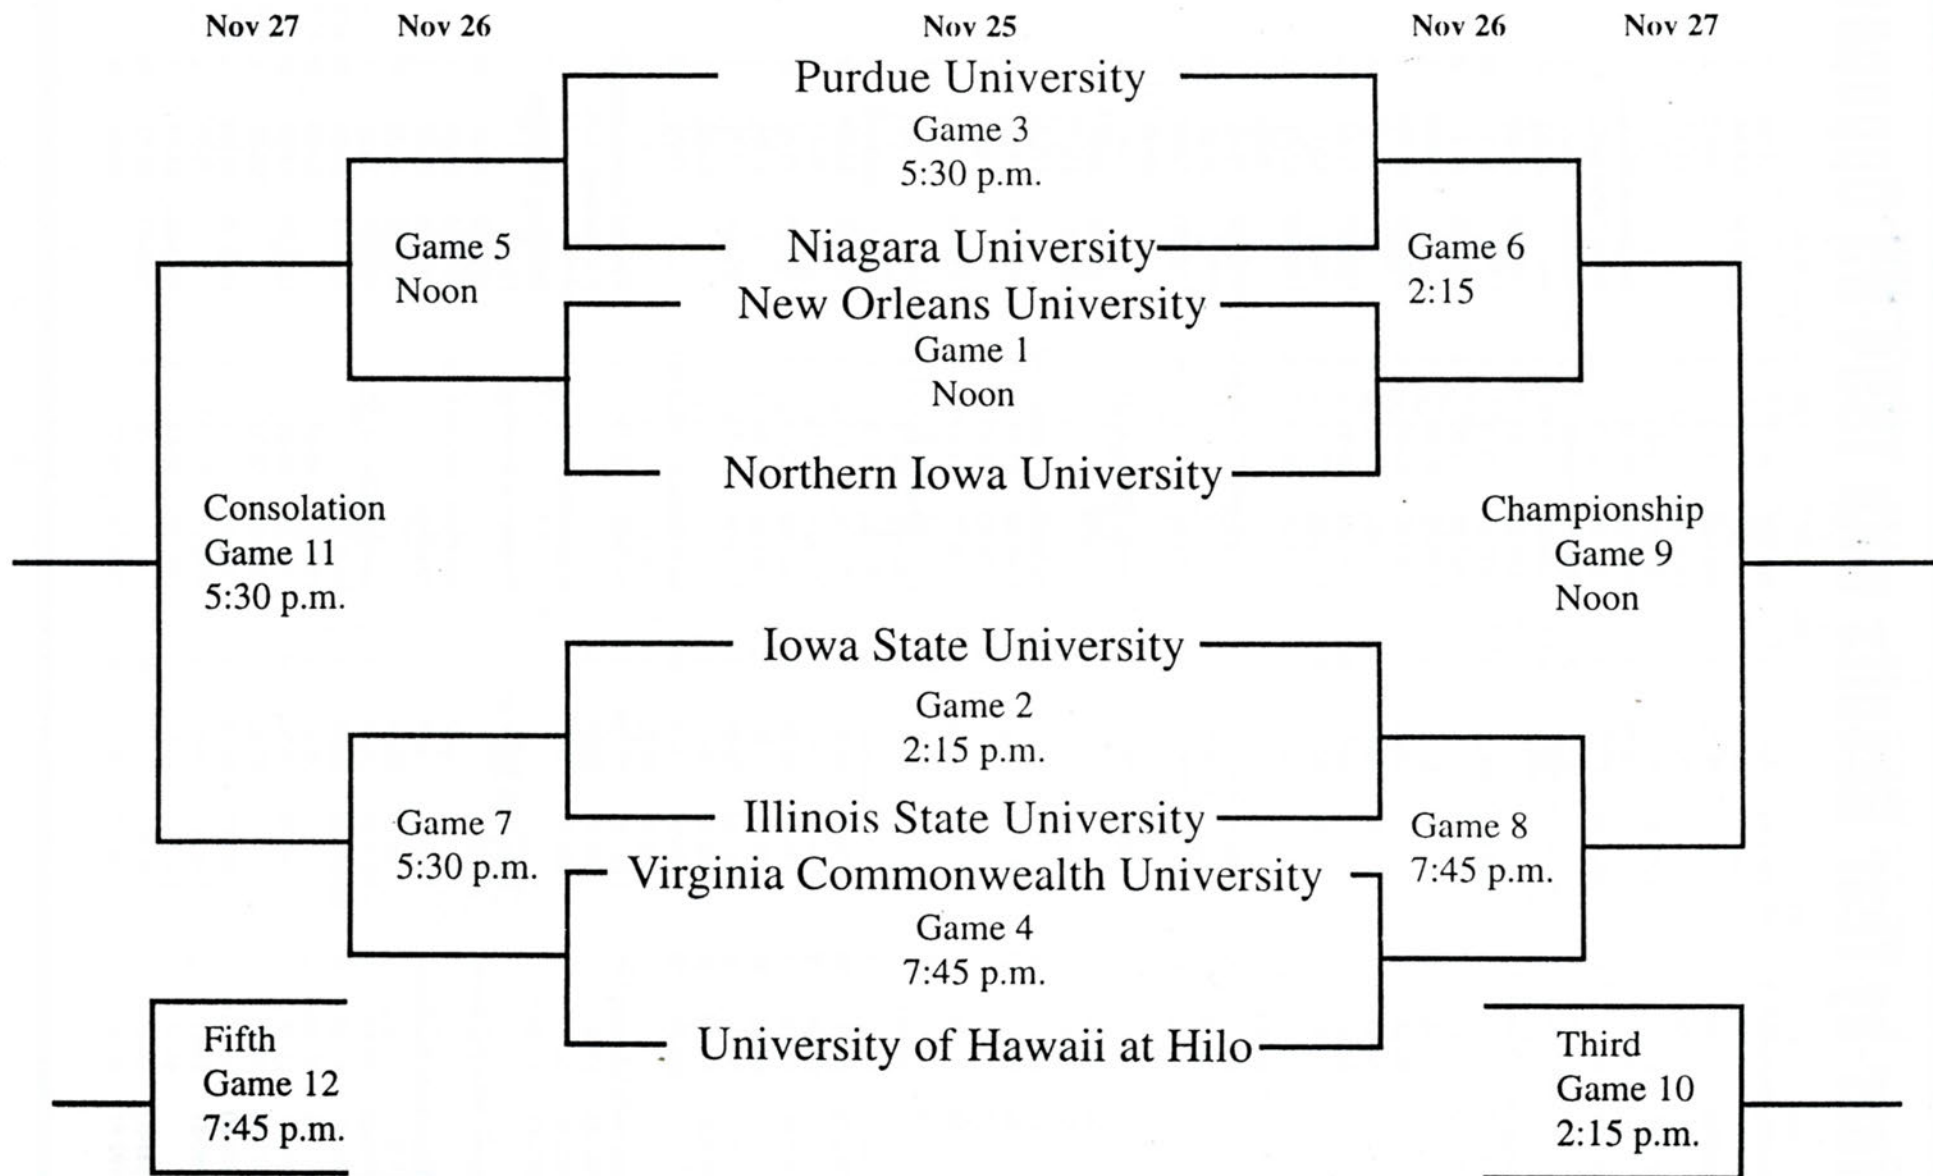 Nov 27 Nov 26 Nov 25 Nov 26 Nov 27
Purdue University
Game 3
5:30 p.m.
Niagara University
Game 5
Noon
Game 6
2:15
New Orleans University
Game 1
Noon
Northern Iowa University
Consolation
Game 11
5:30 p.m.
Championship
Game 9
Noon
Iowa State University
Game 2
2:15 p.m.
Illinois State University
Game 7
5:30 p.m.
Game 8
7:45 p.m.
Virginia Commonwealth University
Game 4
7:45 p.m.
University of Hawaii at Hilo
Fifth
Game 12
7:45 p.m.
Third
Game 10
2:15 p.m.